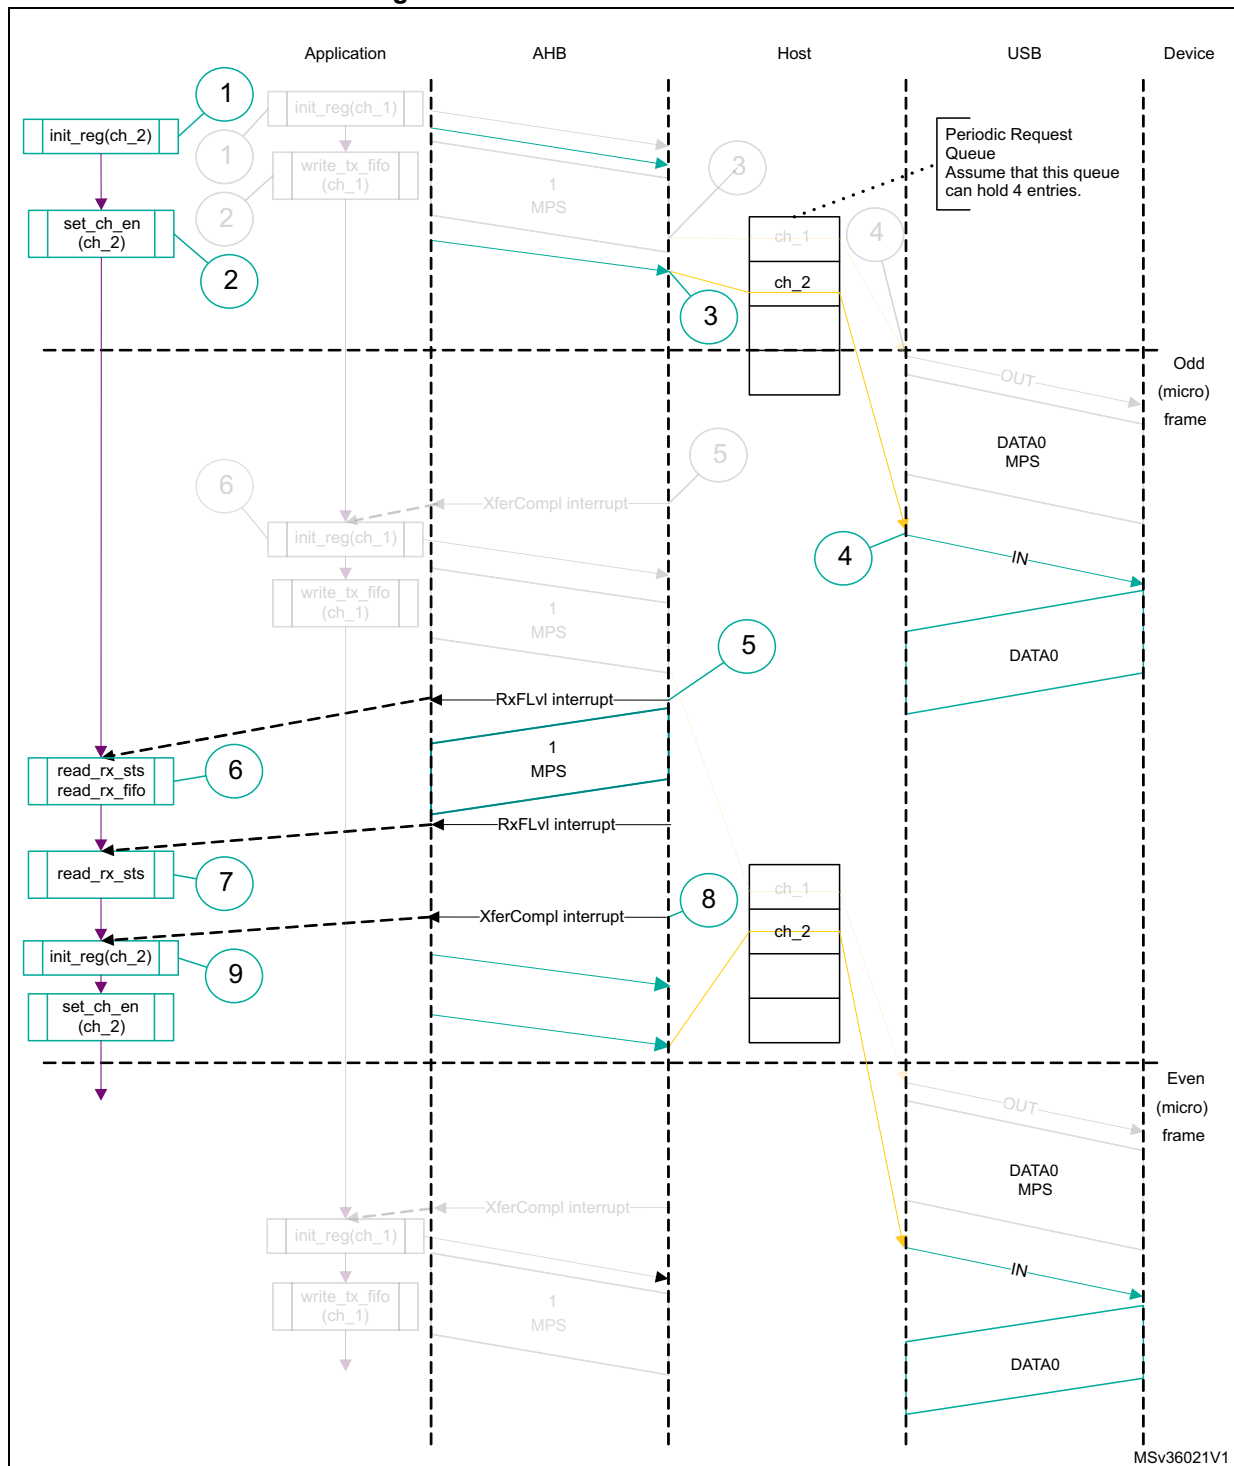 Application
AHB
Host
USB
Device
1
init_reg(ch_1)
init_reg(ch_2)
1
Periodic Request
Queue
Assume that this queue
can hold 4 entries.
write_tx_fifo
(ch_1)
1
MPS
3
2
set_ch_en
(ch_2)
4
ch_1
2
ch_2
3
Odd
(micro)
frame
OUT
DATA0
MPS
5
6
XferCompl interrupt
init_reg(ch_1)
4
IN
write_tx_fifo
(ch_1)
1
MPS
5
DATA0
RxFLvl interrupt
1
MPS
read_rx_sts
read_rx_fifo
6
RxFLvl interrupt
read_rx_sts
7
ch_1
8
XferCompl interrupt
ch_2
init_reg(ch_2)
9
set_ch_en
(ch_2)
Even
(micro)
frame
OUT
DATA0
MPS
XferCompl interrupt
init_reg(ch_1)
IN
write_tx_fifo
(ch_1)
1
MPS
DATA0
MSv36021V1